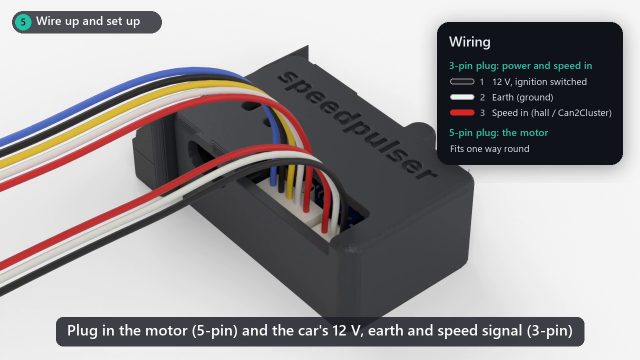 5 Wire up and set up
Wiring
3-pin plug: power and speed in
1 12 V, ignition switched
2 Earth (ground)
3 Speed in (hall / Can2Cluster)
5-pin plug: the motor
Fits one way round
speedpulser
Plug in the motor (5-pin) and the car's 12 V, earth and speed signal (3-pin)